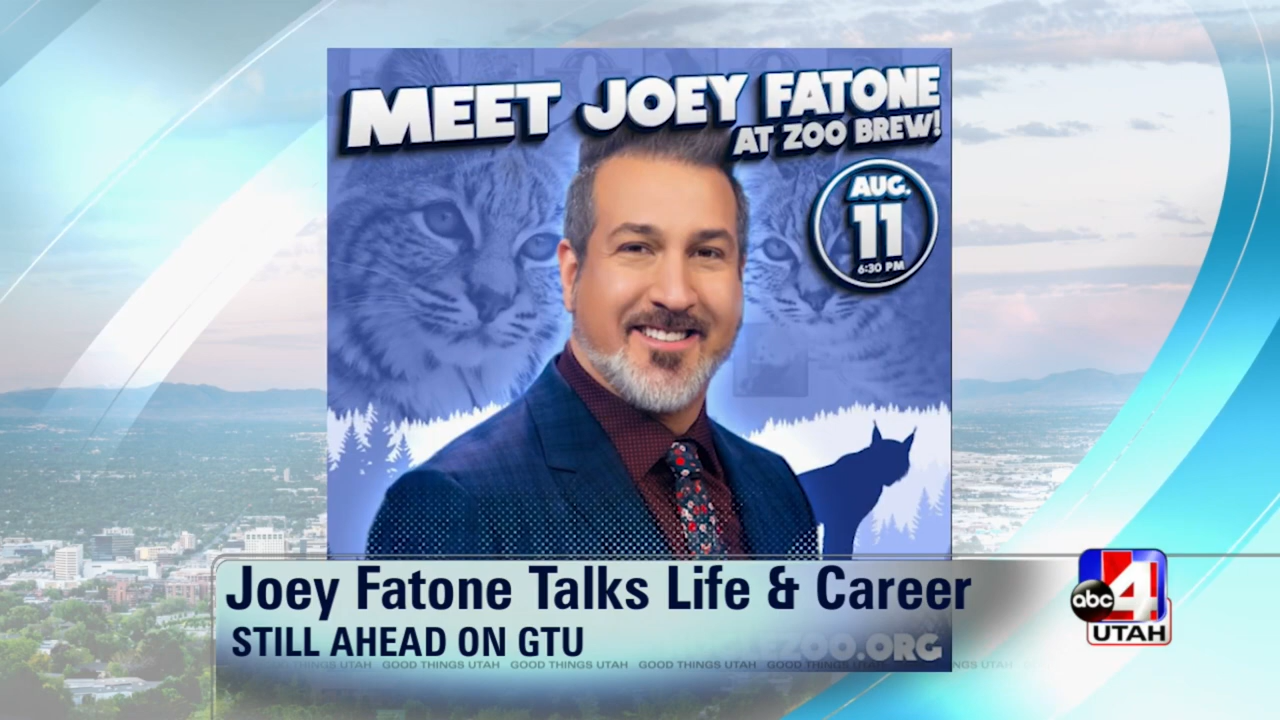 MEET JOEY FATONE
AT ZOO BREW!
AUG.
11
6:30 PM
Joey Fatone Talks Life & Career
STILL AHEAD ON GTU
ZOO.ORG
GOOD THINGS UTAH GOOD THINGS UTAH GOOD THINGS UTAH GOOD THINGS UTAH
abc
4
UTAH